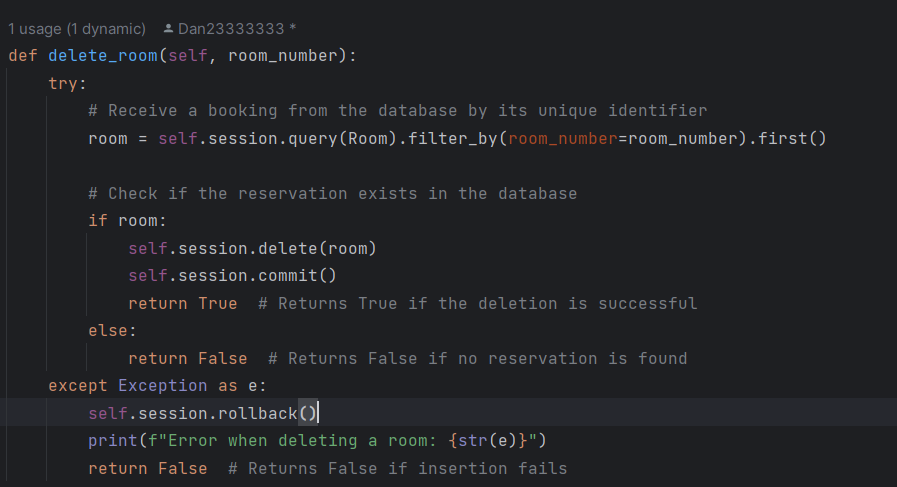 1 usage (1 dynamic) Dan23333333 *
def delete_room(self, room_number):
    try:
        # Receive a booking from the database by its unique identifier
        room = self.session.query(Room).filter_by(room_number=room_number).first()

        # Check if the reservation exists in the database
        if room:
            self.session.delete(room)
            self.session.commit()
            return True  # Returns True if the deletion is successful
        else:
            return False  # Returns False if no reservation is found
    except Exception as e:
        self.session.rollback()
        print(f"Error when deleting a room: {str(e)}")
        return False  # Returns False if insertion fails